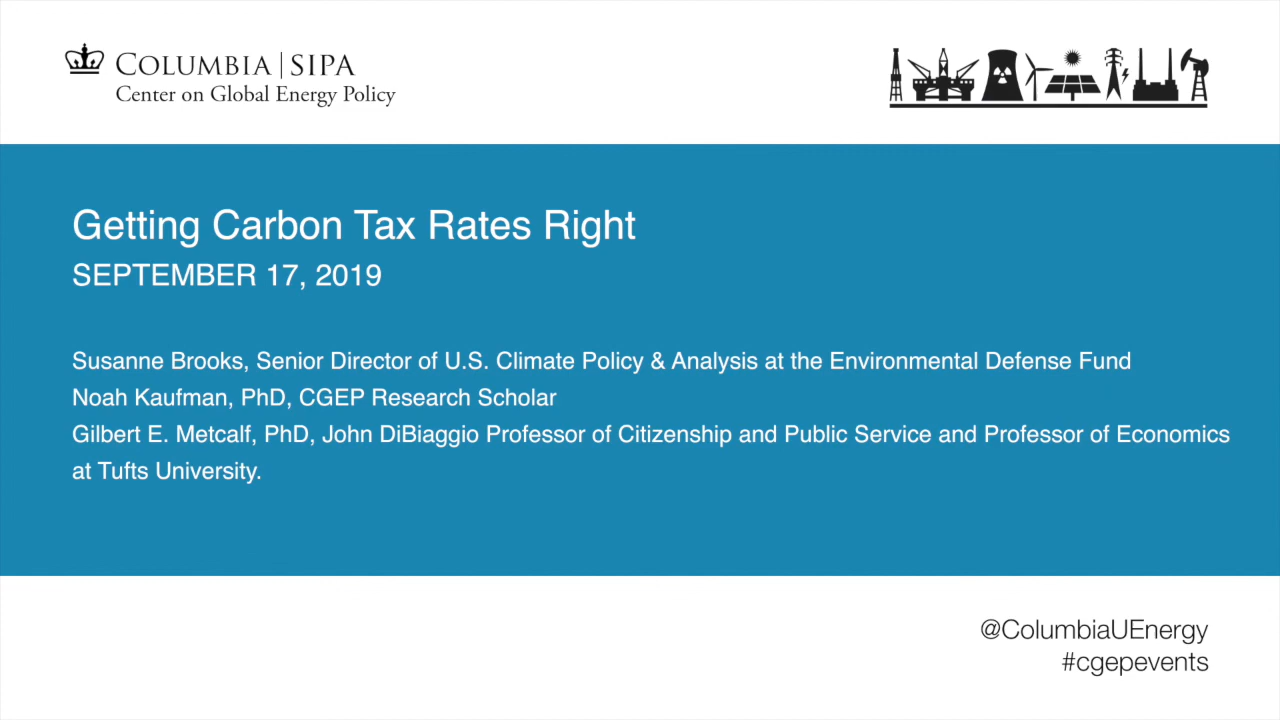 COLUMBIA | SIPA
Center on Global Energy Policy
Getting Carbon Tax Rates Right
SEPTEMBER 17, 2019
Susanne Brooks, Senior Director of U.S. Climate Policy & Analysis at the Environmental Defense Fund
Noah Kaufman, PhD, CGEP Research Scholar
Gilbert E. Metcalf, PhD, John DiBiaggio Professor of Citizenship and Public Service and Professor of Economics
at Tufts University.
@ColumbiaUEnergy
#cgepevents